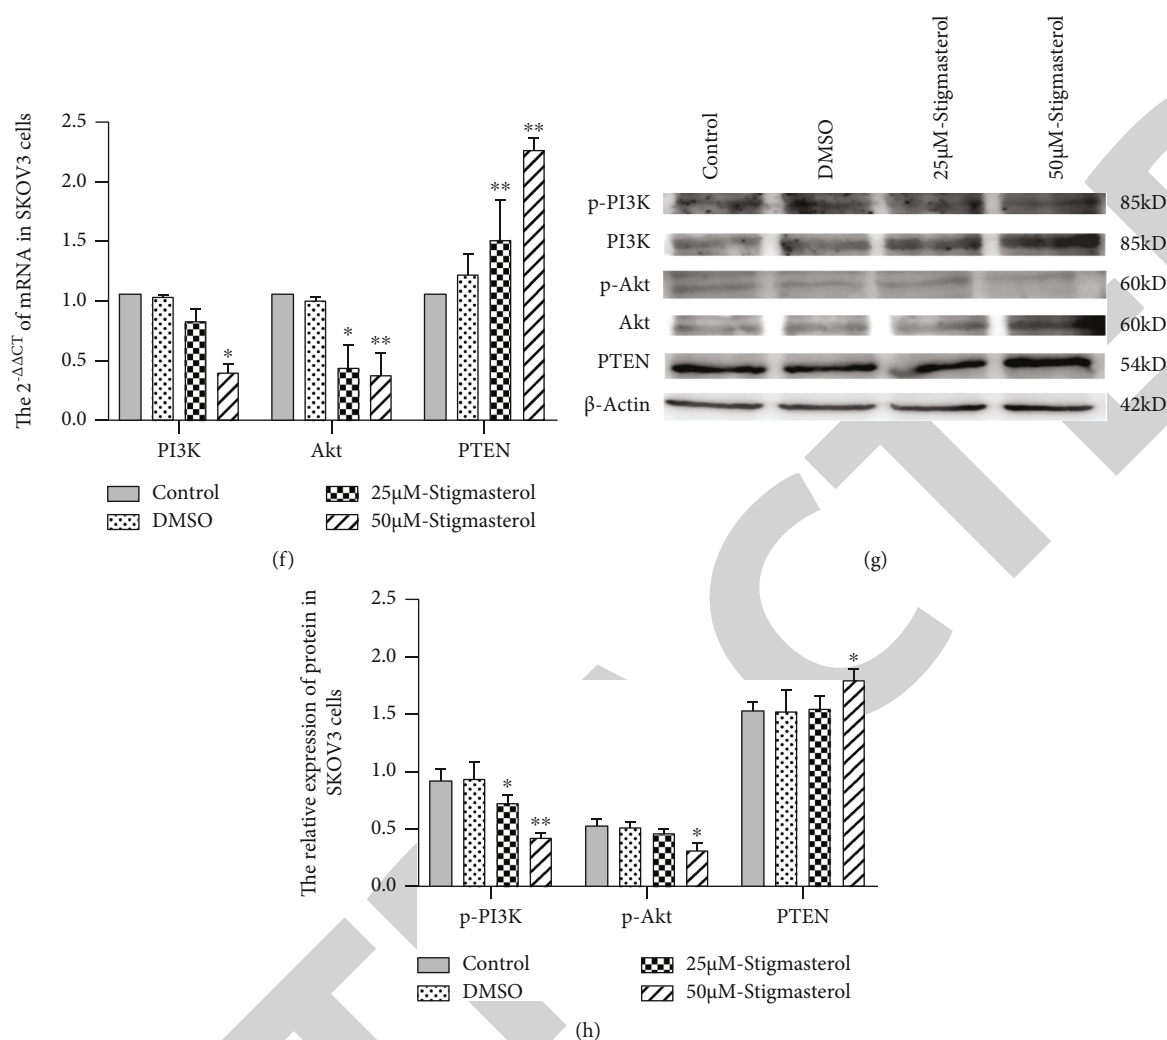 The 2-ΔΔCT of mRNA in SKOV3 cells
2.5
2.0
1.5
1.0
0.5
0.0
** 
**
*
*
**
PI3K
Akt
PTEN
Control
DMSO
25μM-Stigmasterol
50μM-Stigmasterol
(f)
Control
DMSO
25μM-Stigmasterol
50μM-Stigmasterol
p-PI3K 85kD
PI3K 85kD
p-Akt 60kD
Akt 60kD
PTEN 54kD
β-Actin 42kD
(g)
The relative expression of protein in
SKOV3 cells
2.5
2.0
1.5
1.0
0.5
0.0
*
**
*
*
p-PI3K
p-Akt
PTEN
Control
DMSO
25μM-Stigmasterol
50μM-Stigmasterol
(h)